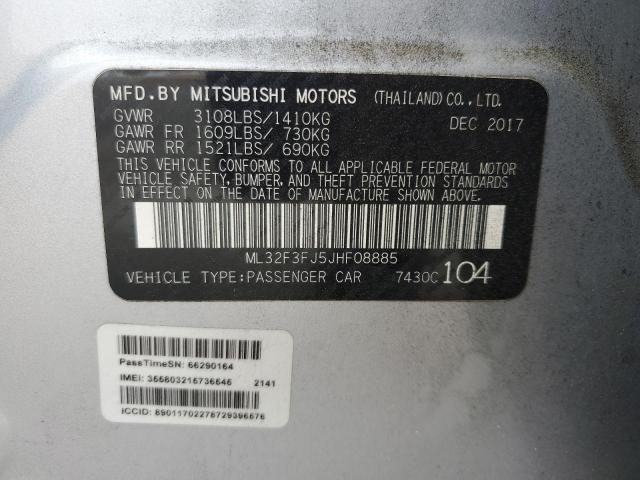 MFD.BY MITSUBISHI MOTORS (THAILAND) CO., LTD.
GVWR 3108LBS/1410KG DEC 2017
GAWR FR 1609LBS/ 730KG
GAWR RR 1521LBS/ 690KG
THIS VEHICLE CONFORMS TO ALL APPLICABLE FEDERAL MOTOR
VEHICLE SAFETY, BUMPER, AND THEFT PREVENTION STANDARDS
IN EFFECT ON THE DATE OF MANUFACTURE SHOWN ABOVE.
ML32F3FJ5JHF08885
VEHICLE TYPE:PASSENGER CAR 7430C 104
PassTimeSN: 66290164
IMEI: 355803215736545 2141
ICCID: 89011702278729396576